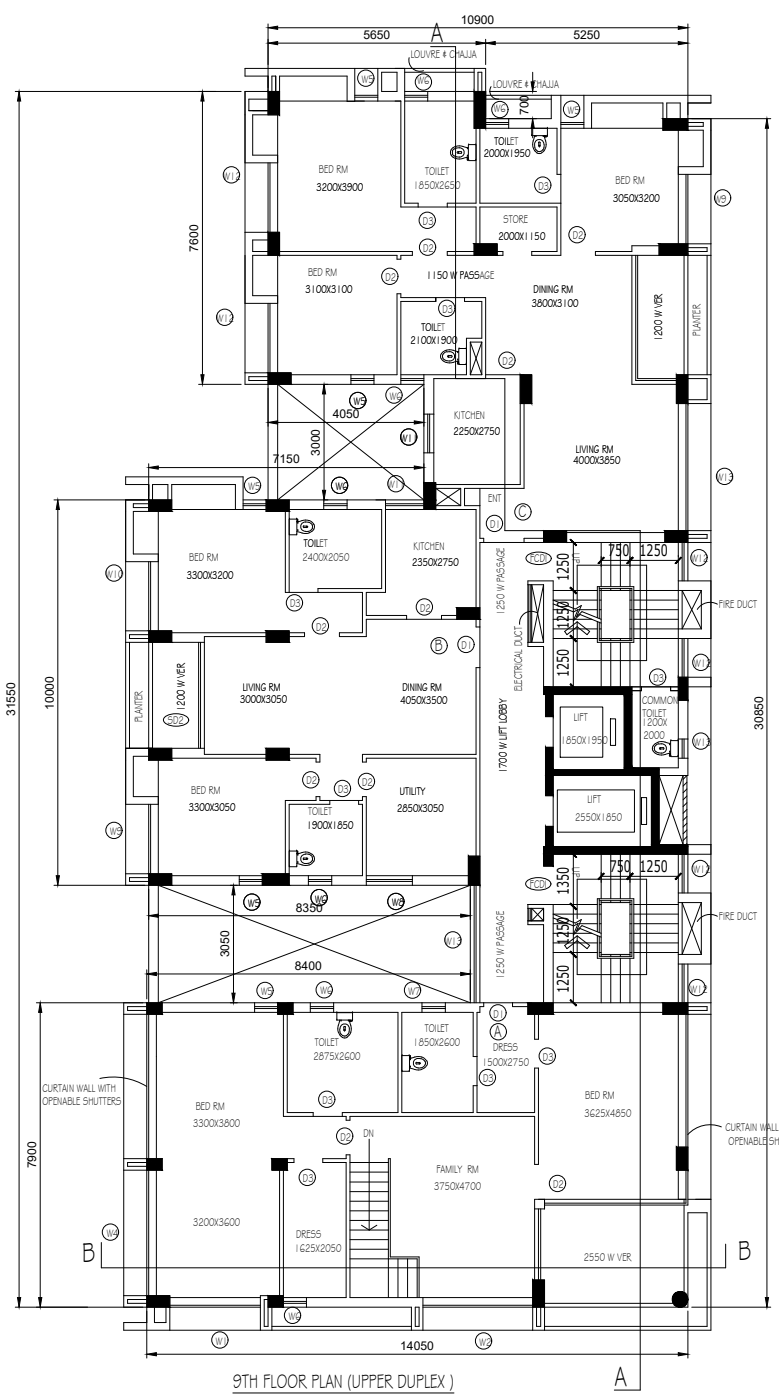 10900
5650
A
5250
LOUVRE & CHAJJA
W5
W6
LOUVRE & CHAJJA
W6
700
W5
TOILET
2000X1950
BED RM
3200X3900
TOILET
1850X2650
BED RM
3050X3200
W12
D3
W9
D3
STORE
2000X1150
D2
D2
7600
BED RM
3100X3100
D2
1150 W PASSAGE
DINING RM
3800X3100
1200 W VER
PLANTER
D3
W12
TOILET
2100X1900
D2
W5
W6
4050
KITCHEN
2250X2750
3000
W1
LIVING RM
4000X3850
7150
W13
W5
W6
W1
ENT
C
D1
31550
10000
30850
TOILET
2400X2050
KITCHEN
2350X2750
BED RM
3300X3200
W10
D3
D2
D2
B
D1
1250 W PASSAGE
FCD1
1250
UP
750
1250
W12
1250
FIRE DUCT
ELECTRICAL DUCT
1250
W12
D3
LIVING RM
3000X3050
DINING RM
4050X3500
PLANTER
1200 W VER
SD2
1700 W LIFT LOBBY
LIFT
1850X1950
COMMON
TOILET
1200X
2000
W13
BED RM
3300X3050
D2
D3
D2
UTILITY
2850X3050
TOILET
1900X1850
LIFT
2550X1850
W9
W5
W6
W8
FCD1
UP
1350
750
1250
W12
8350
3050
W13
1250 W PASSAGE
1250
FIRE DUCT
8400
1250
W12
W5
W6
W7
D1
A
TOILET
2875X2600
TOILET
1850X2600
DRESS
1500X2750
D3
D3
CURTAIN WALL WITH
OPENABLE SHUTTERS
BED RM
3300X3800
BED RM
3625X4850
D3
D2
DN
CURTAIN WALL
OPENABLE SH
7900
D3
FAMILY RM
3750X4700
D2
3200X3600
DRESS
1625X2050
W4
B
2550 W VER
B
W6
W1
W2
14050
9TH FLOOR PLAN (UPPER DUPLEX )
A